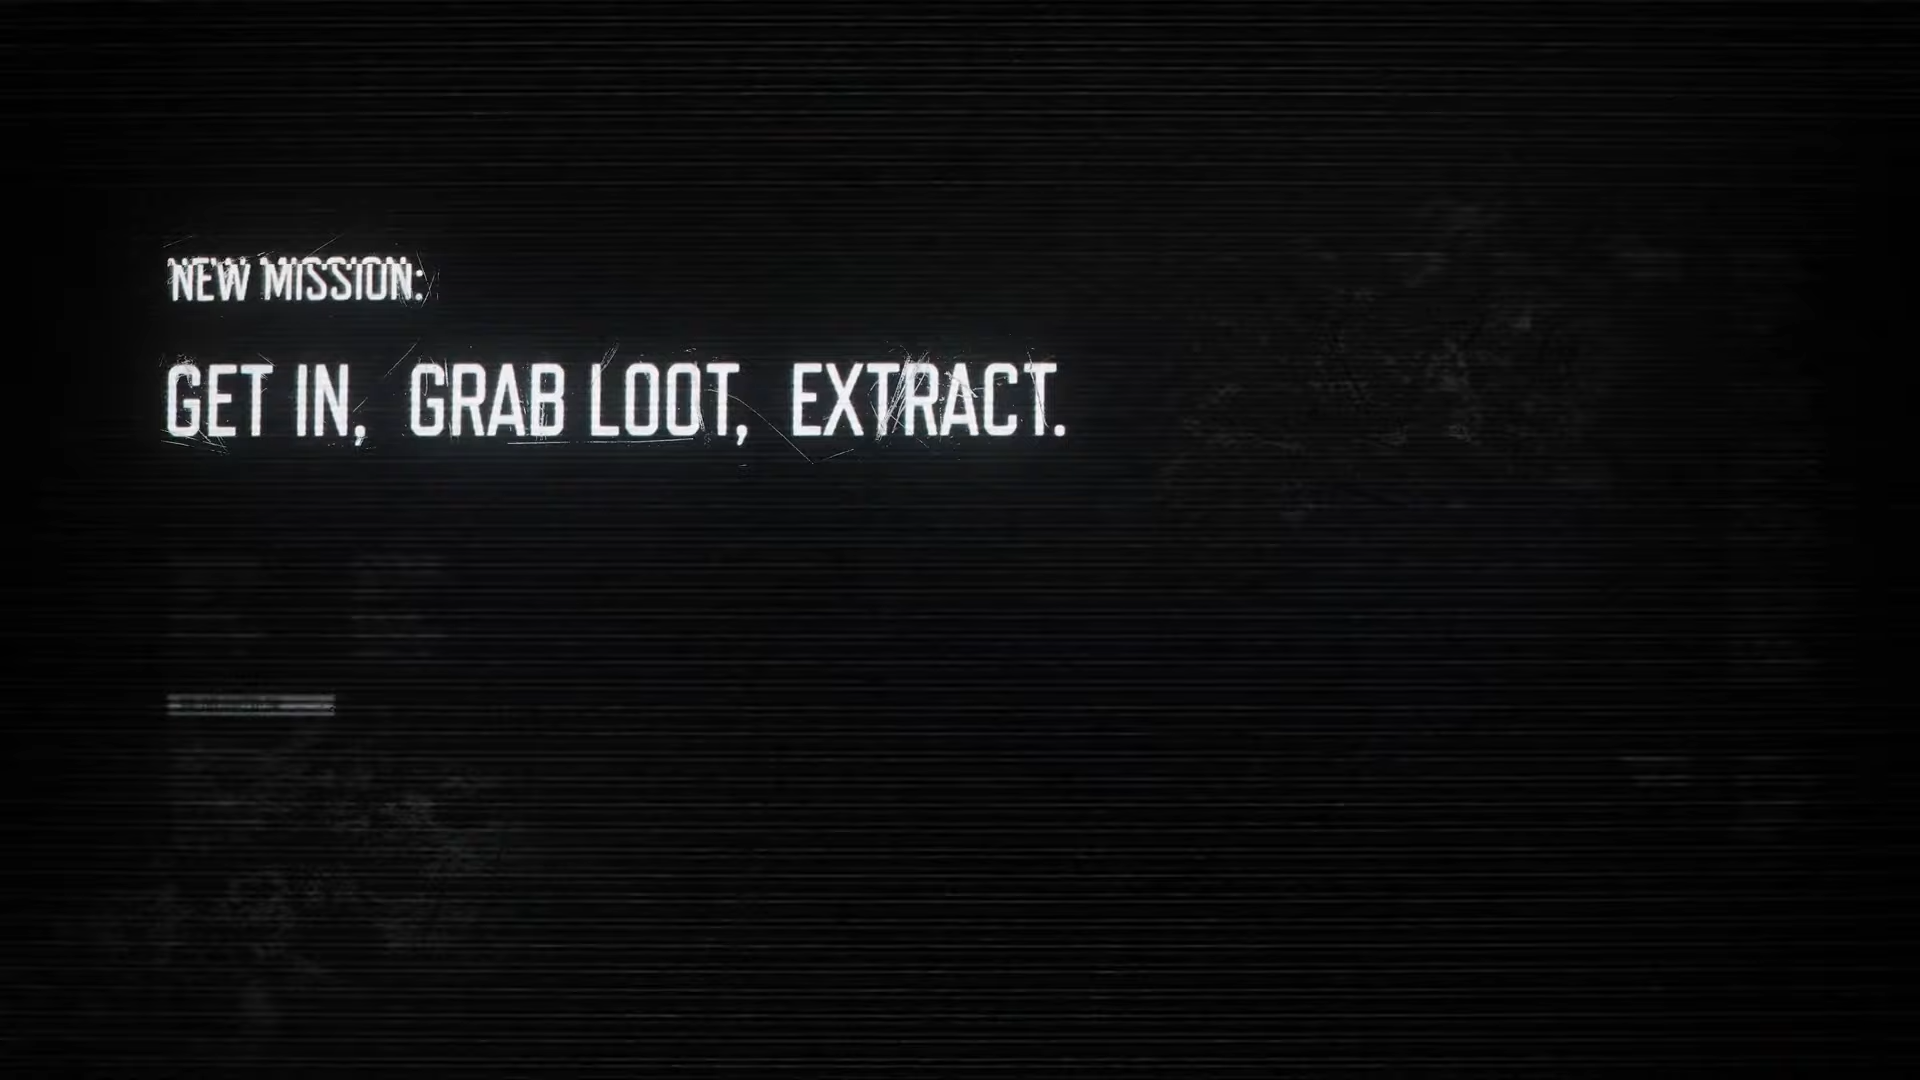 NEW MISSION:
GET IN, GRAB LOOT, EXTRACT.